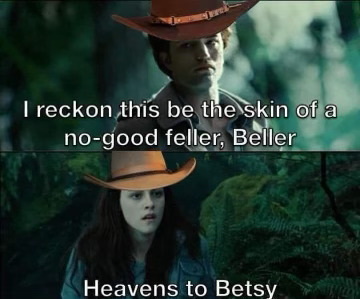 I reckon this be the skin of a
no-good feller, Beller
Heavens to Betsy